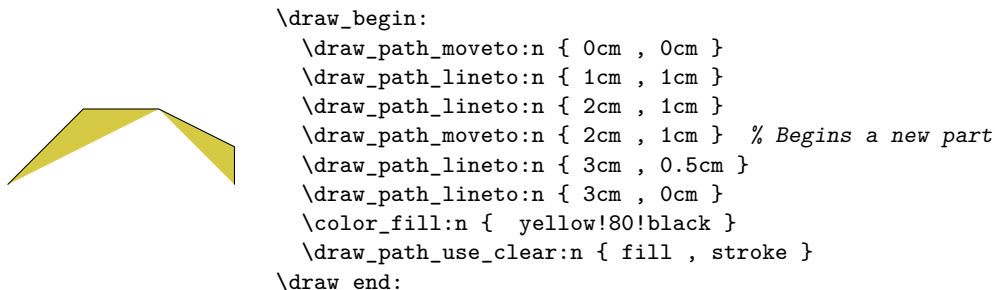 \draw_begin:
  \draw_path_moveto:n { 0cm , 0cm }
  \draw_path_lineto:n { 1cm , 1cm }
  \draw_path_lineto:n { 2cm , 1cm }
  \draw_path_moveto:n { 2cm , 1cm }  % Begins a new part
  \draw_path_lineto:n { 3cm , 0.5cm }
  \draw_path_lineto:n { 3cm , 0cm }
  \color_fill:n {  yellow!80!black }
  \draw_path_use_clear:n { fill , stroke }
\draw_end: